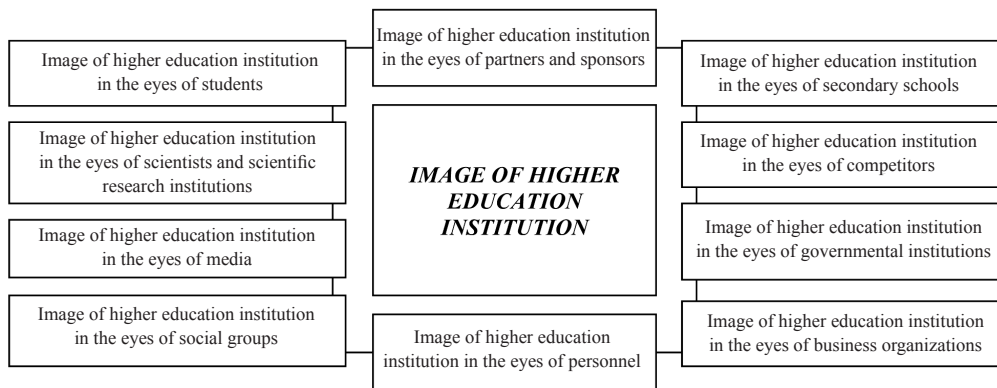 Image of higher education institution
in the eyes of students
Image of higher education institution
in the eyes of scientists and scientific
research institutions
Image of higher education institution
in the eyes of media
Image of higher education institution
in the eyes of social groups
Image of higher education institution
in the eyes of partners and sponsors
IMAGE OF HIGHER
EDUCATION
INSTITUTION
Image of higher education
institution in the eyes of personnel
Image of higher education institution
in the eyes of secondary schools
Image of higher education institution
in the eyes of competitors
Image of higher education institution
in the eyes of governmental institutions
Image of higher education institution
in the eyes of business organizations